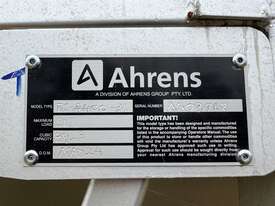 Ahrens
A DIVISION OF AHRENS GROUP PTY. LTD.
MODEL TYPE
SERIAL NUMBER
MAXIMUM
LOAD
CUBIC
CAPACITY
D.O.M.
IMPORTANT!
This model type has been designed and manufactured
for the storage or handling of the specific commodities
listed in the accompanying Operators Manual. The use
of this product for other commodities or alterations
will void the manufacturer's warranty unless Ahrens
Group Pty Ltd has approved such use in writing.
Approval for such use should be sought directly from
your nearest Ahrens manufacturing division